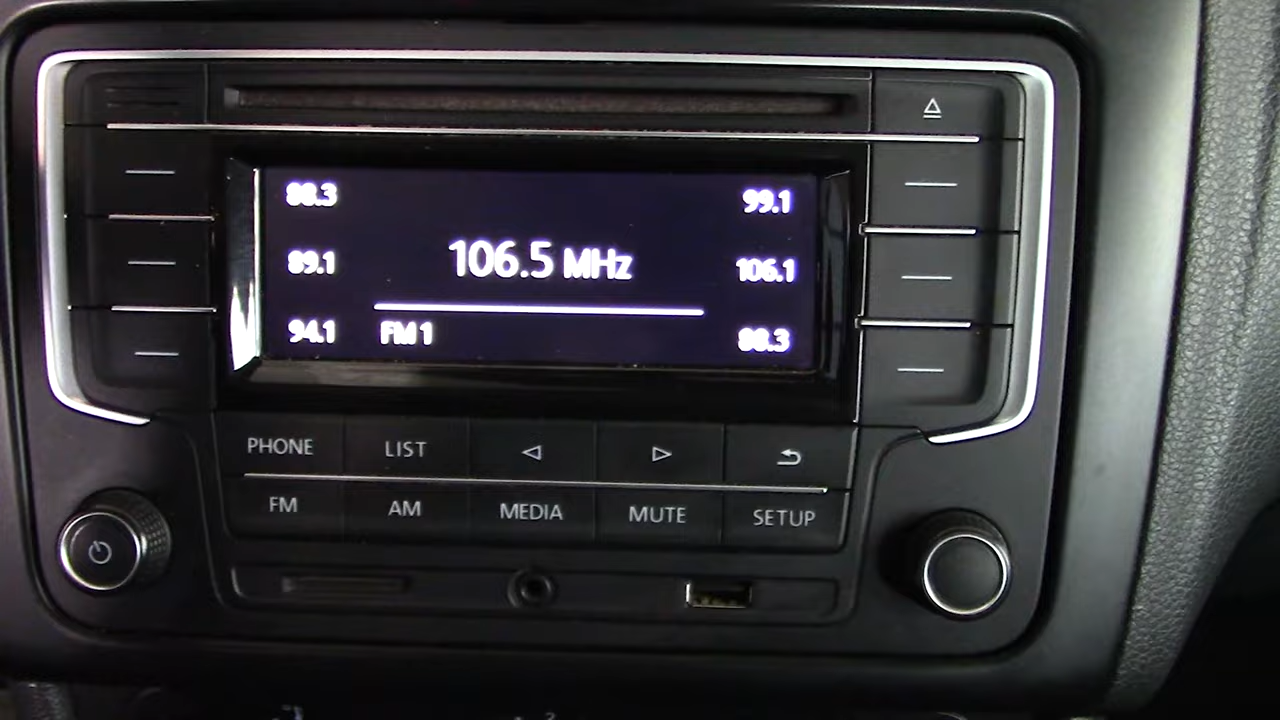 88.3 99.1
89.1 106.5 MHz 106.1
94.1 FM 1 88.3
PHONE LIST
FM AM MEDIA MUTE SETUP